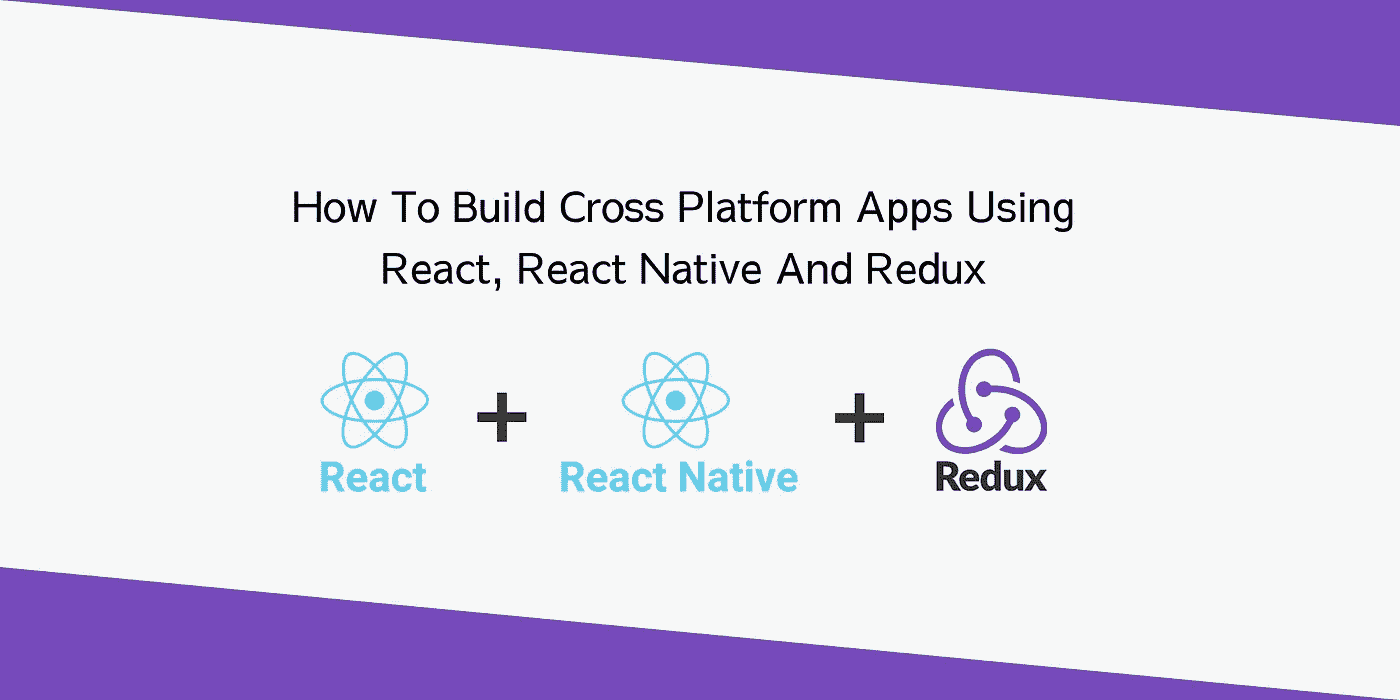 How To Build Cross Platform Apps Using
React, React Native And Redux
React + React Native + Redux